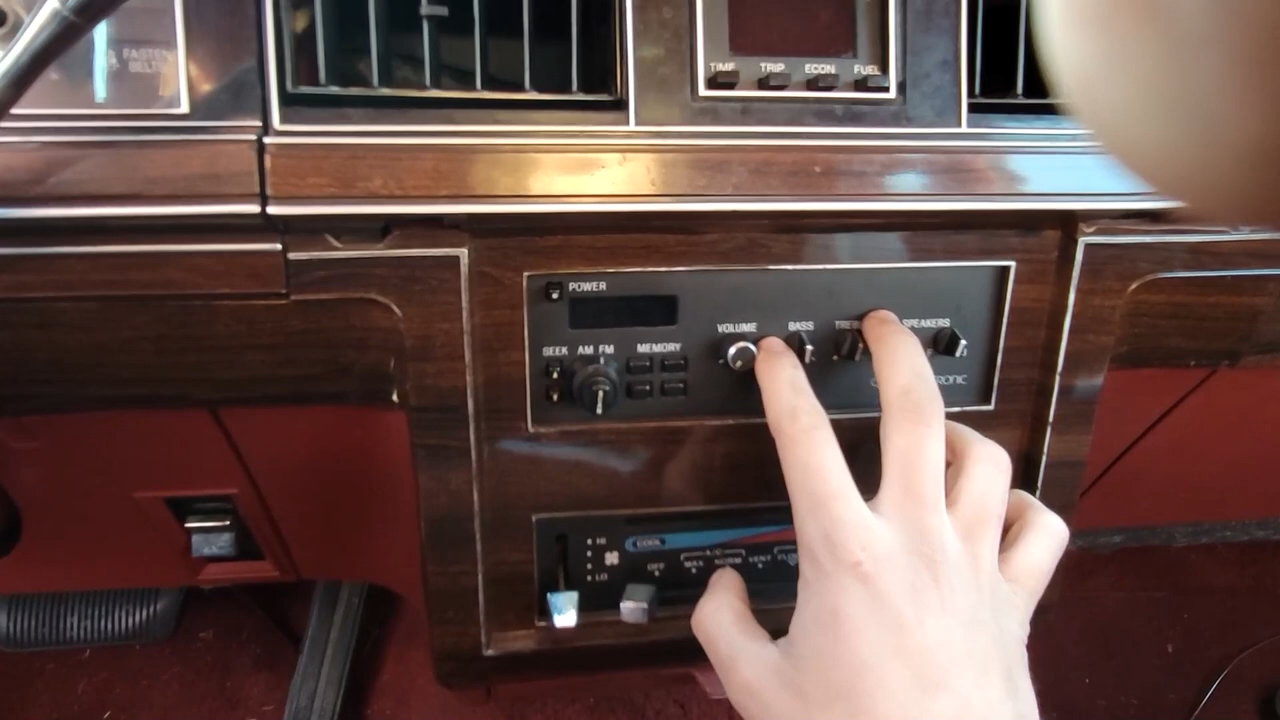 FASTEN
BELTS
TIME TRIP ECON FUEL
POWER
VOLUME BASS SPEAKERS
SEEK AM FM MEMORY
HI
LO
COOL
A/C
OFF MAX NORM VENT